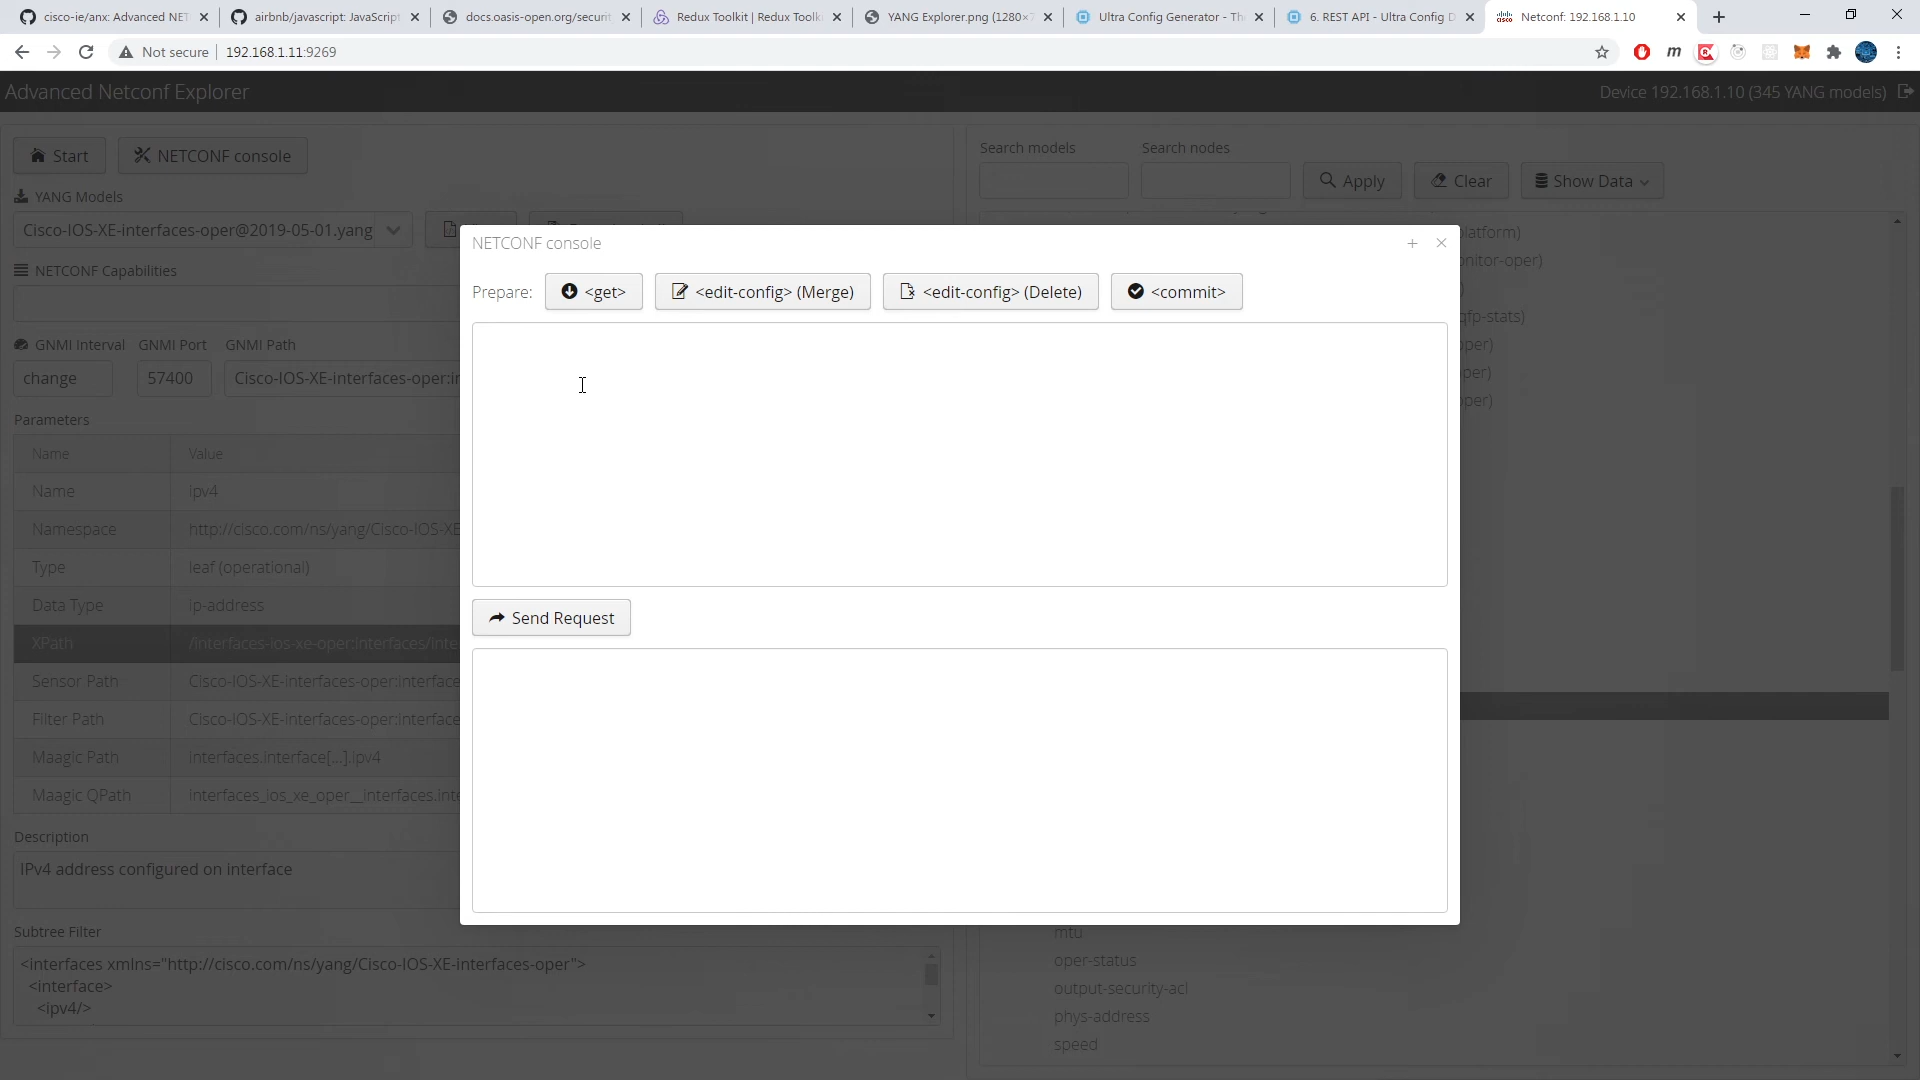 cisco-ie/anx: Advanced NET
airbnb/javascript: JavaScript
docs.oasis-open.org/securit
Redux Toolkit | Redux Toolk
YANG Explorer.png (1280×7
Ultra Config Generator - Th
6. REST API - Ultra Config D
Netconf: 192.168.1.10
Not secure
192.168.1.11:9269
Advanced Netconf Explorer
Device 192.168.1.10 (345 YANG models)
Start
NETCONF console
Search models
Search nodes
Apply
Clear
Show Data
YANG Models
Cisco-IOS-XE-interfaces-oper@2019-05-01.yang
NETCONF Capabilities
GNMI Interval
GNMI Port
GNMI Path
change
57400
Cisco-IOS-XE-interfaces-oper:in
Parameters
Name
Value
Name
ipv4
Namespace
http://cisco.com/ns/yang/Cisco-IOS-XE
Type
leaf (operational)
Data Type
ip-address
XPath
/interfaces-ios-xe-oper:interfaces/inte
Sensor Path
Cisco-IOS-XE-interfaces-oper:interface
Filter Path
Cisco-IOS-XE-interfaces-oper:interface
Maagic Path
interfaces.interface[...].ipv4
Maagic QPath
interfaces_ios_xe_oper__interfaces.inte
Description
IPv4 address configured on interface
Subtree Filter
<interfaces xmlns="http://cisco.com/ns/yang/Cisco-IOS-XE-interfaces-oper">
<interface>
<ipv4/>
NETCONF console
Prepare:
<get>
<edit-config> (Merge)
<edit-config> (Delete)
<commit>
Send Request
platform)
onitor-oper)
qfp-stats)
oper)
oper)
oper)
mtu
oper-status
output-security-acl
phys-address
speed